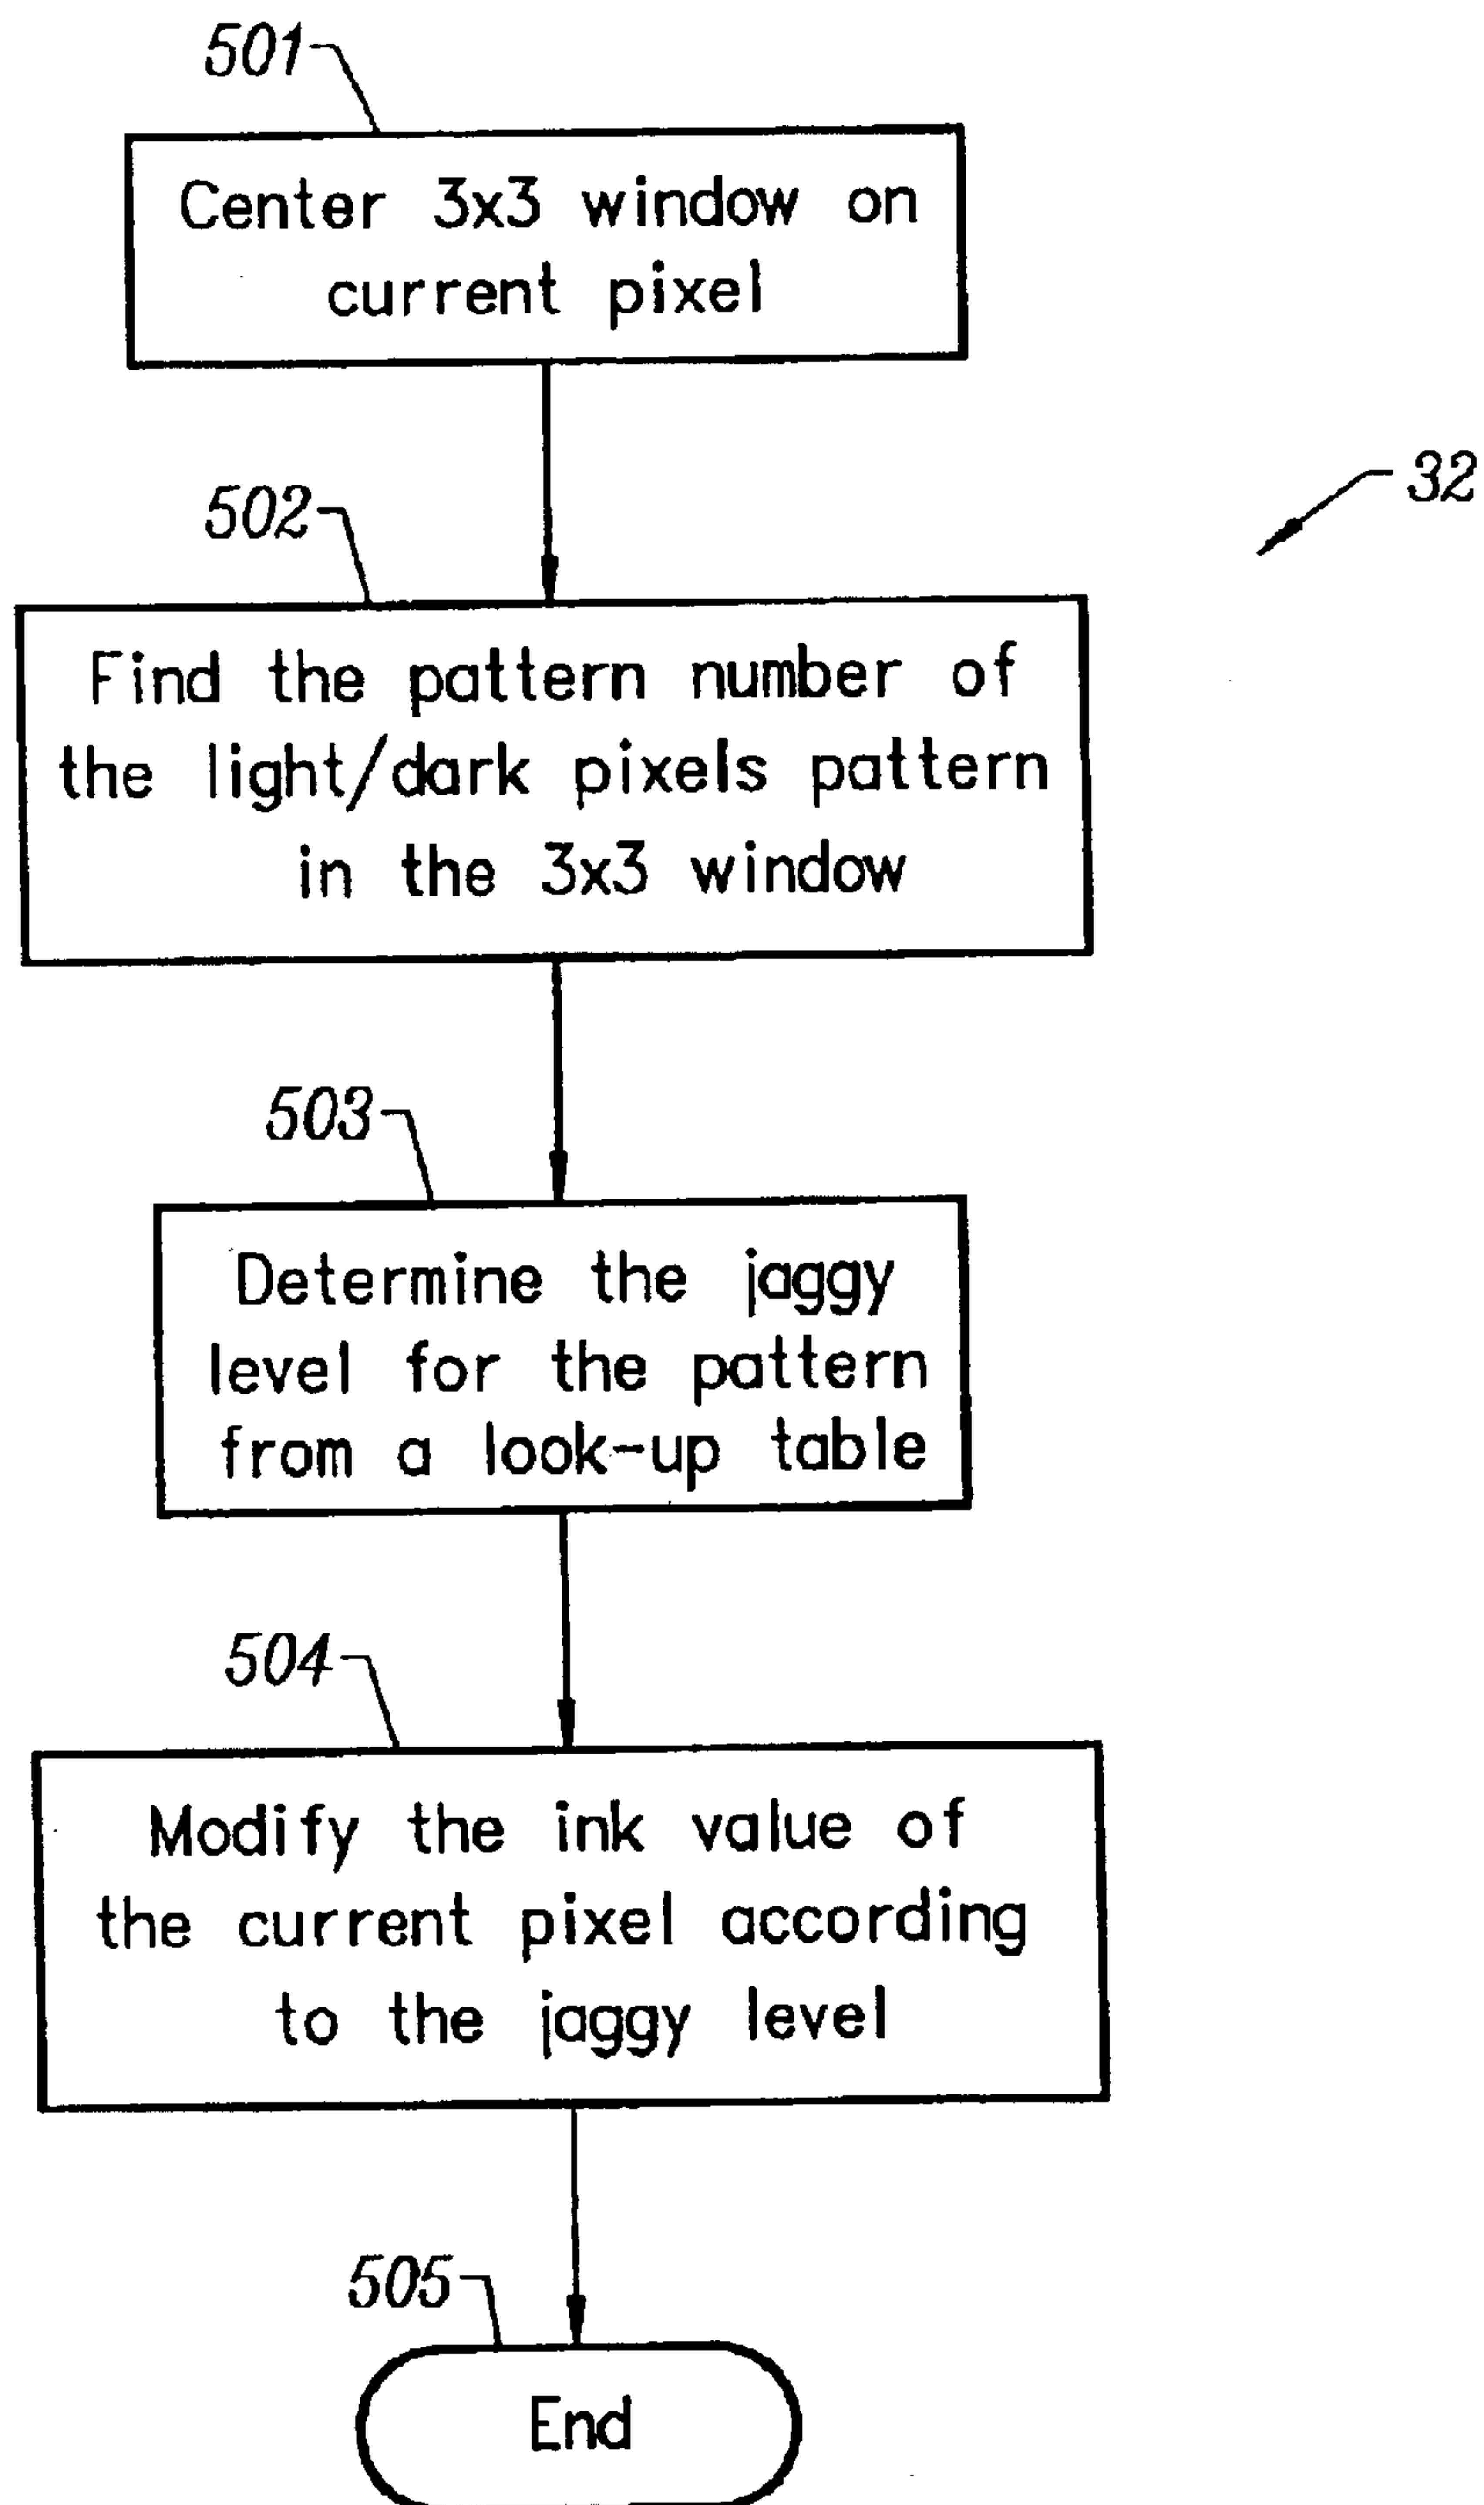 501
Center 3x3 window on
current pixel
32
502
Find the pattern number of
the light/dark pixels pattern
in the 3x3 window
503
Determine the jaggy
level for the pattern
from a look-up table
504
Modify the ink value of
the current pixel according
to the jaggy level
505
End